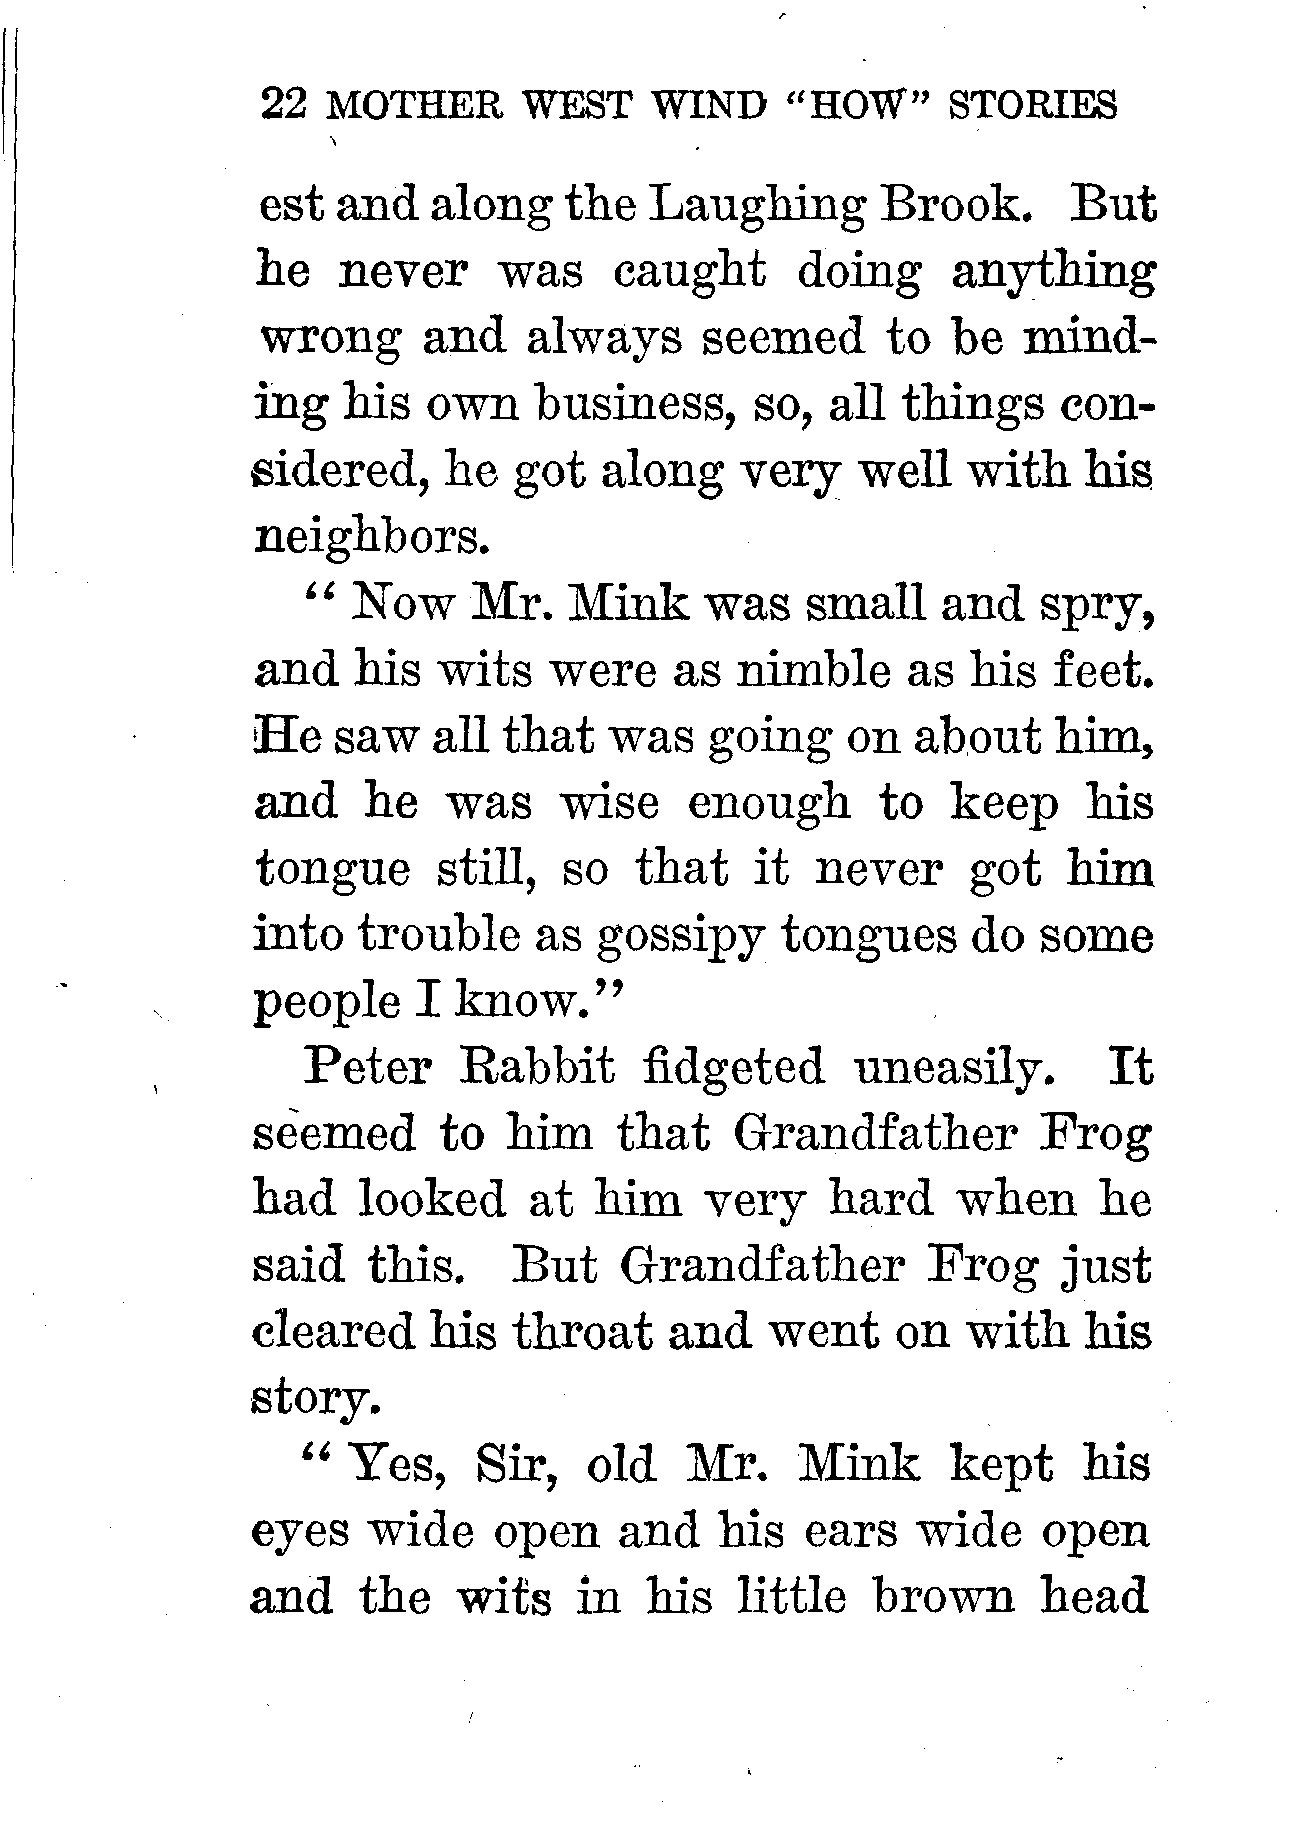 22 MOTHER WEST WIND “HOW” STORIES
est and along the Laughing Brook. But
he never was caught doing anything
wrong and always seemed to be mind-
ing his own business, so, all things con-
sidered, he got along very well with his
neighbors.
“ Now Mr. Mink was small and spry,
and his wits were as nimble as his feet.
He saw all that was going on about him,
and he was wise enough to keep his
tongue still, so that it never got him
into trouble as gossipy tongues do some
people I know.”
Peter Rabbit fidgeted uneasily. It
seemed to him that Grandfather Frog
had looked at him very hard when he
said this. But Grandfather Frog just
cleared his throat and went on with his
story.
“ Yes, Sir, old Mr. Mink kept his
eyes wide open and his ears wide open
and the wits in his little brown head